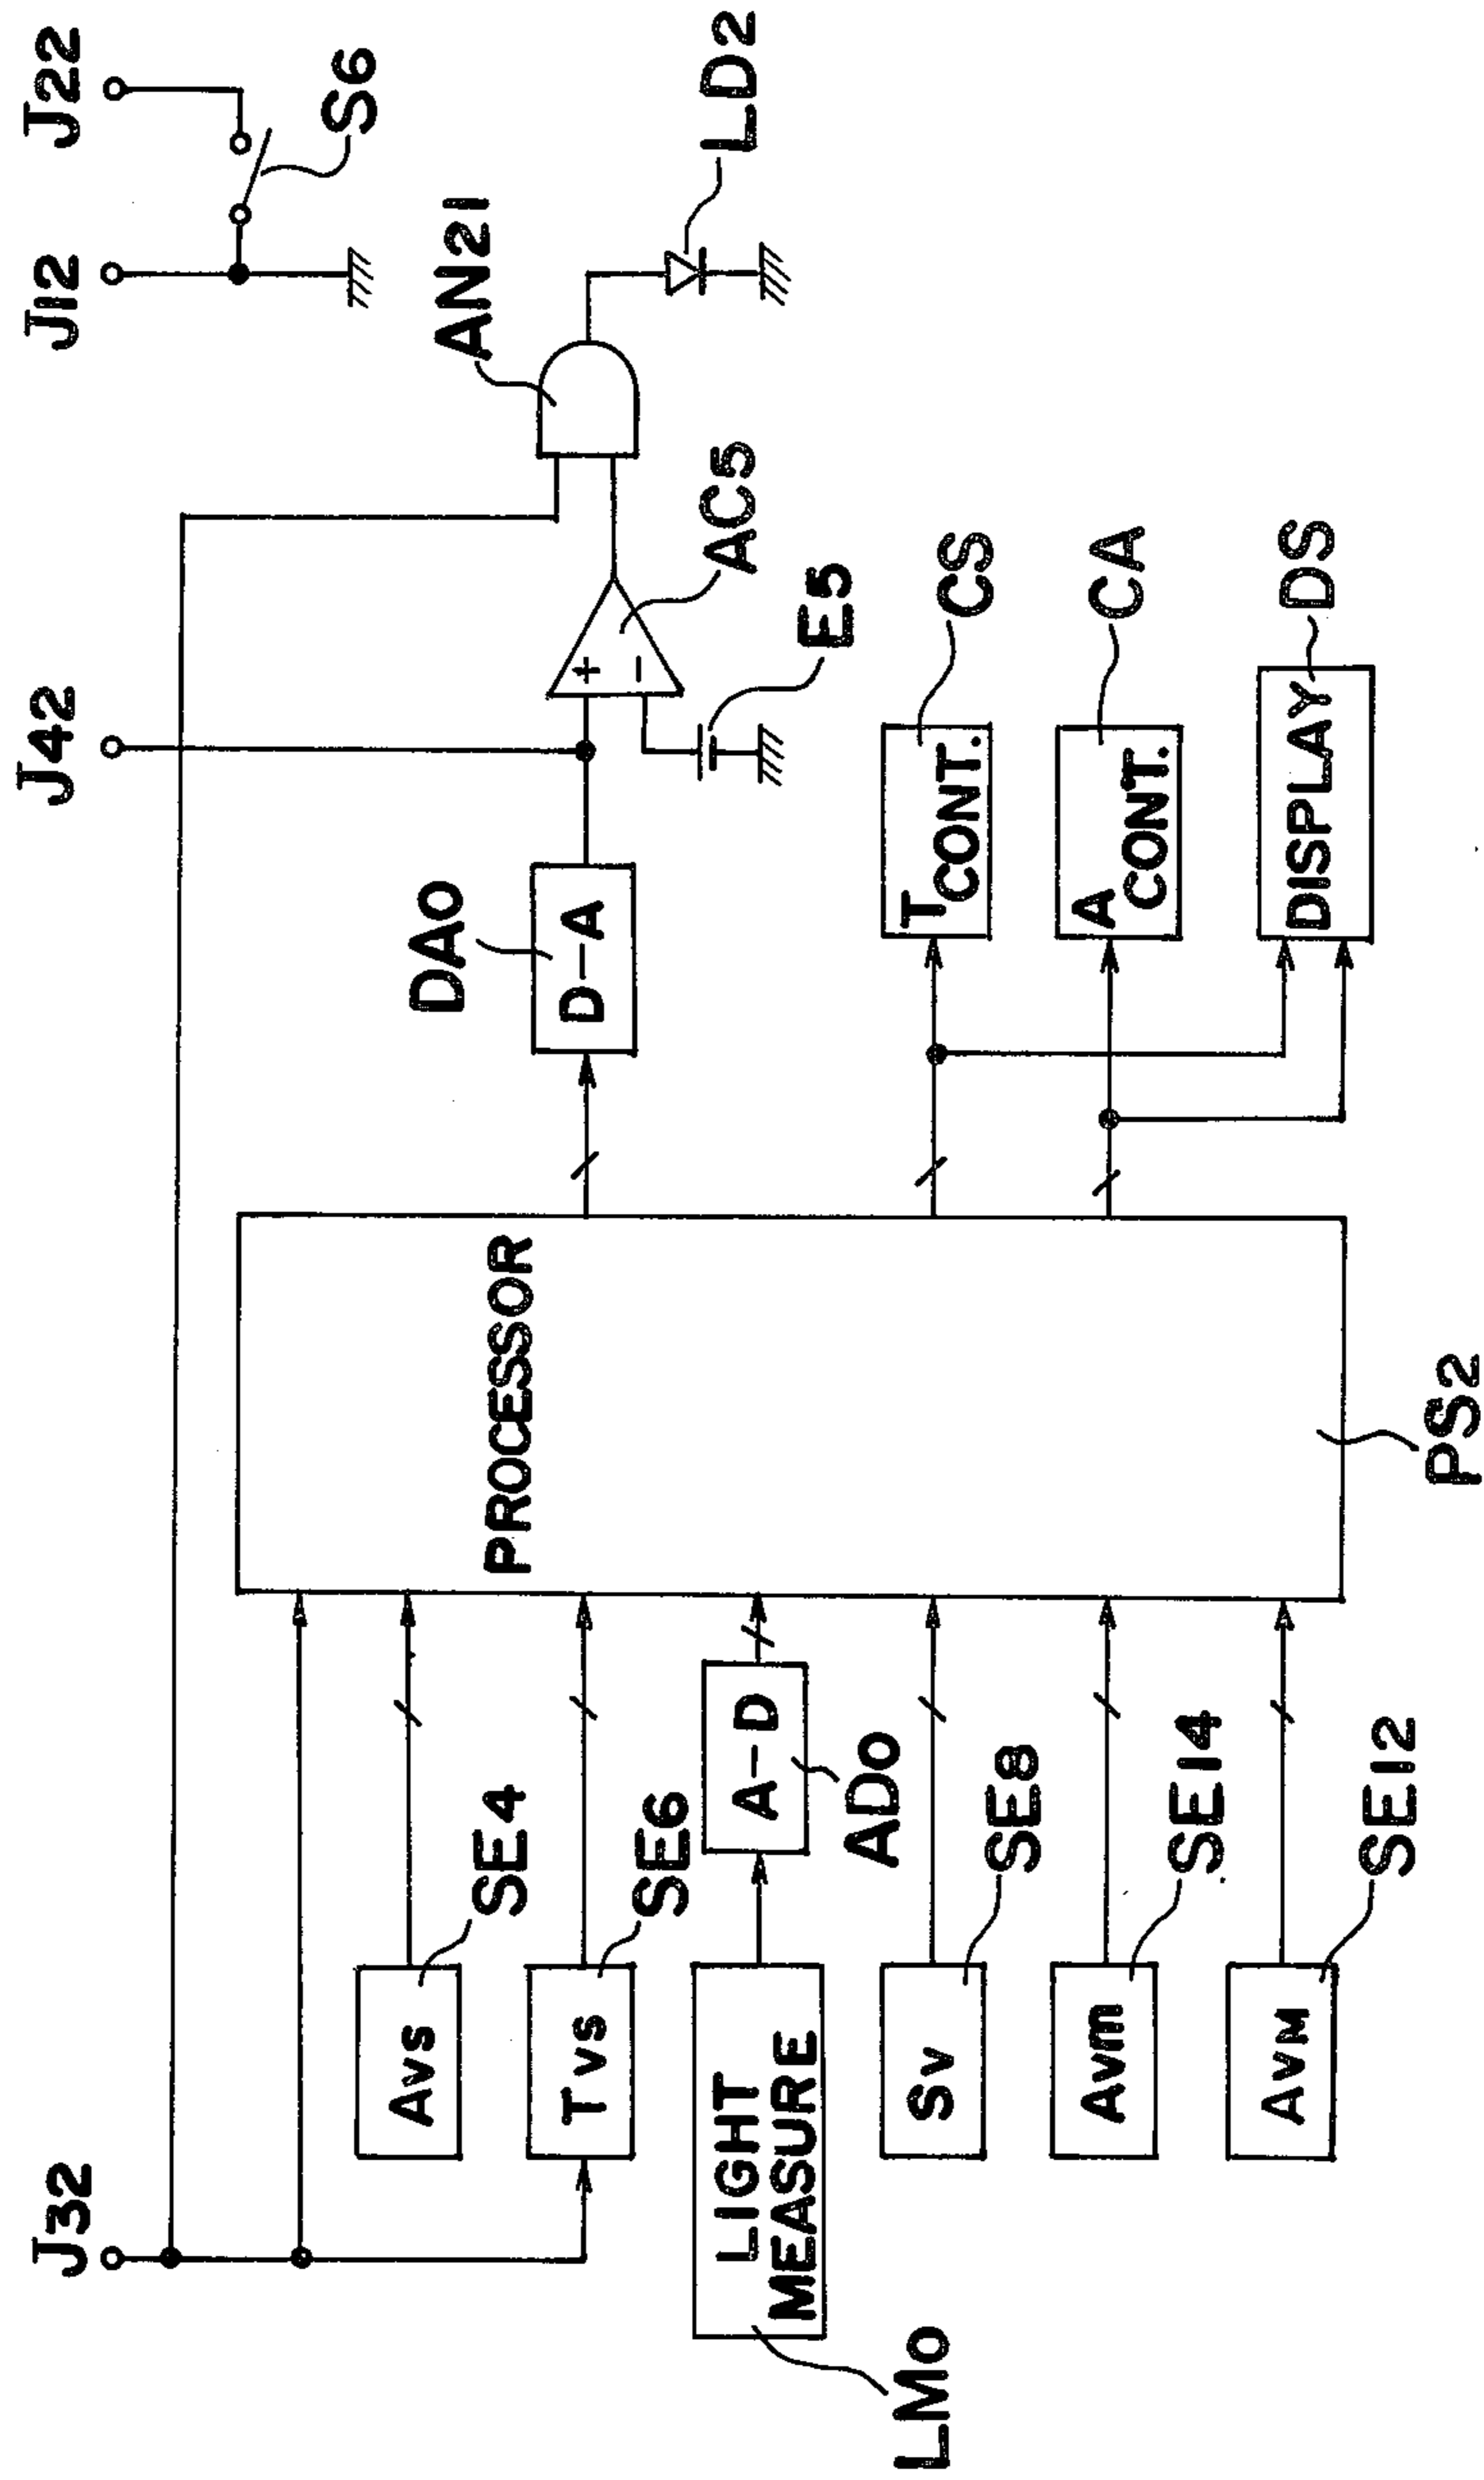 J32
J42
J12
J22
S6
AN21
LD2
DA0
D-A
AC5
E5
PROCESSOR
Avs
SE4
Tvs
SE6
LIGHT
MEASURE
LM0
A-D
AD0
Sv
SE8
Avm
SE14
AvM
SE12
PS2
T CONT.
CS
A CONT.
CA
DISPLAY
DS
+
-